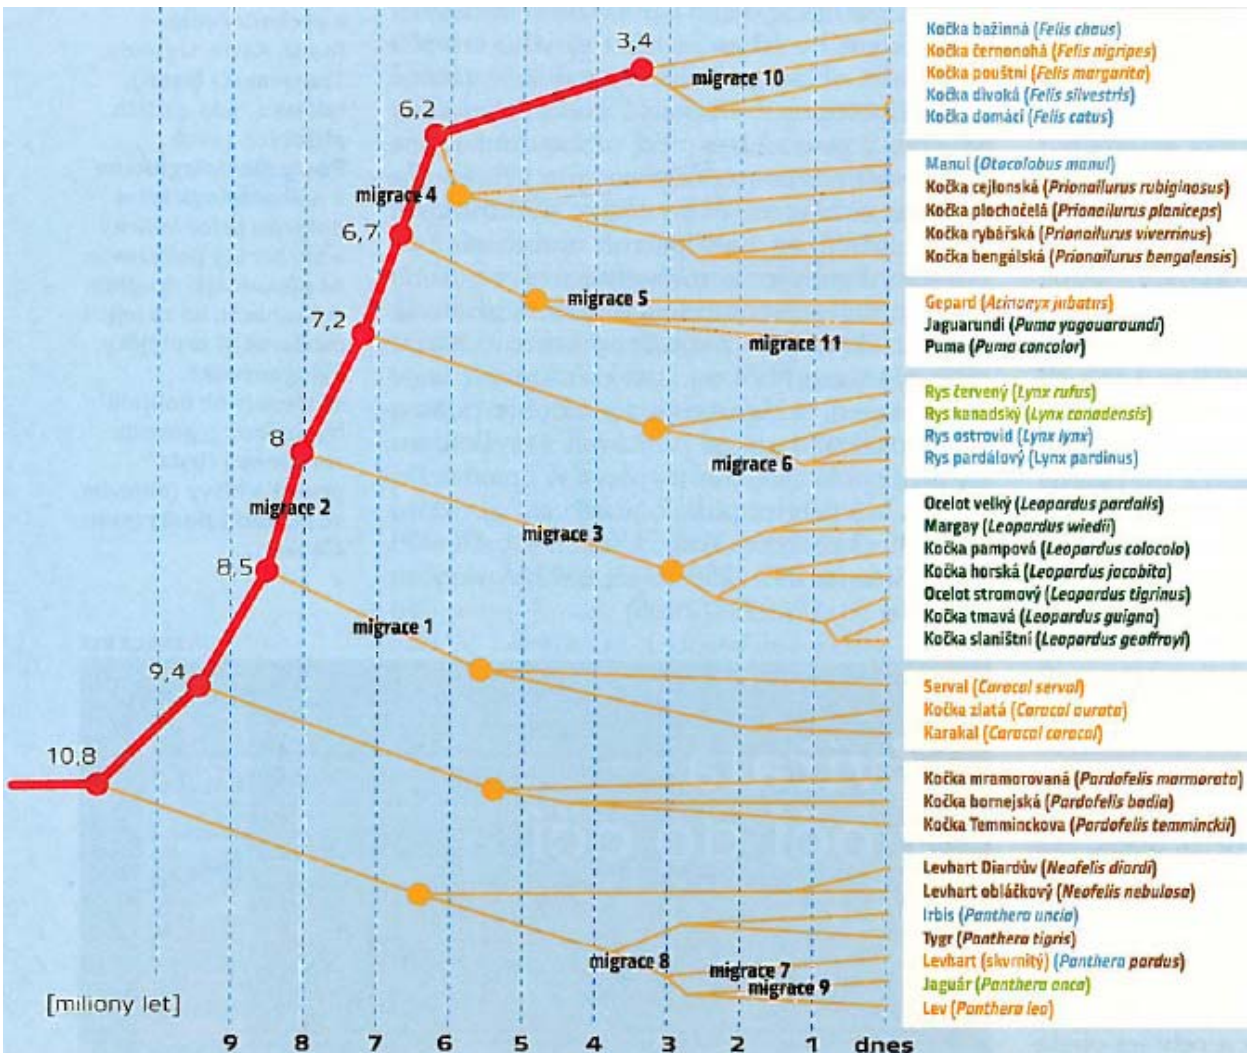 3,4
migrace 10
6,2
migrace 4
6,7
migrace 5
7,2
migrace 11
8
migrace 6
migrace 2
migrace 3
8,5
migrace 1
9,4
10,8
migrace 8
migrace 7
migrace 9
[miliony let]
9 8 7 6 5 4 3 2 1 dnes
Kočka bažinná (Felis chaus)
Kočka černonohá (Felis nigripes)
Kočka pouštní (Felis margarita)
Kočka divoká (Felis silvestris)
Kočka domácí (Felis catus)
Manul (Otocolobus manul)
Kočka cejlonská (Prionailurus rubiginosus)
Kočka plochočelá (Prionailurus planiceps)
Kočka rybářská (Prionailurus viverrinus)
Kočka bengálská (Prionailurus bengalensis)
Gepard (Acinonyx jubatus)
Jaguarundi (Puma yagouaroundi)
Puma (Puma concolor)
Rys červený (Lynx rufus)
Rys kanadský (Lynx canadensis)
Rys ostrovid (Lynx lynx)
Rys pardálový (Lynx pardinus)
Ocelot velký (Leopardus pardalis)
Margay (Leopardus wiedii)
Kočka pampová (Leopardus colocolo)
Kočka horská (Leopardus jacobita)
Ocelot stromový (Leopardus tigrinus)
Kočka tmavá (Leopardus guigna)
Kočka slaništní (Leopardus geoffroyi)
Serval (Caracal serval)
Kočka zlatá (Caracal aurata)
Karakal (Caracal caracal)
Kočka mramorovaná (Pardofelis marmorata)
Kočka bornejská (Pardofelis badia)
Kočka Temminckova (Pardofelis temminckii)
Levhart Diardův (Neofelis diardi)
Levhart obláčkový (Neofelis nebulosa)
Irbis (Panthera uncia)
Tygr (Panthera tigris)
Levhart (skvrnitý) (Panthera pardus)
Jaguár (Panthera onca)
Lev (Panthera leo)